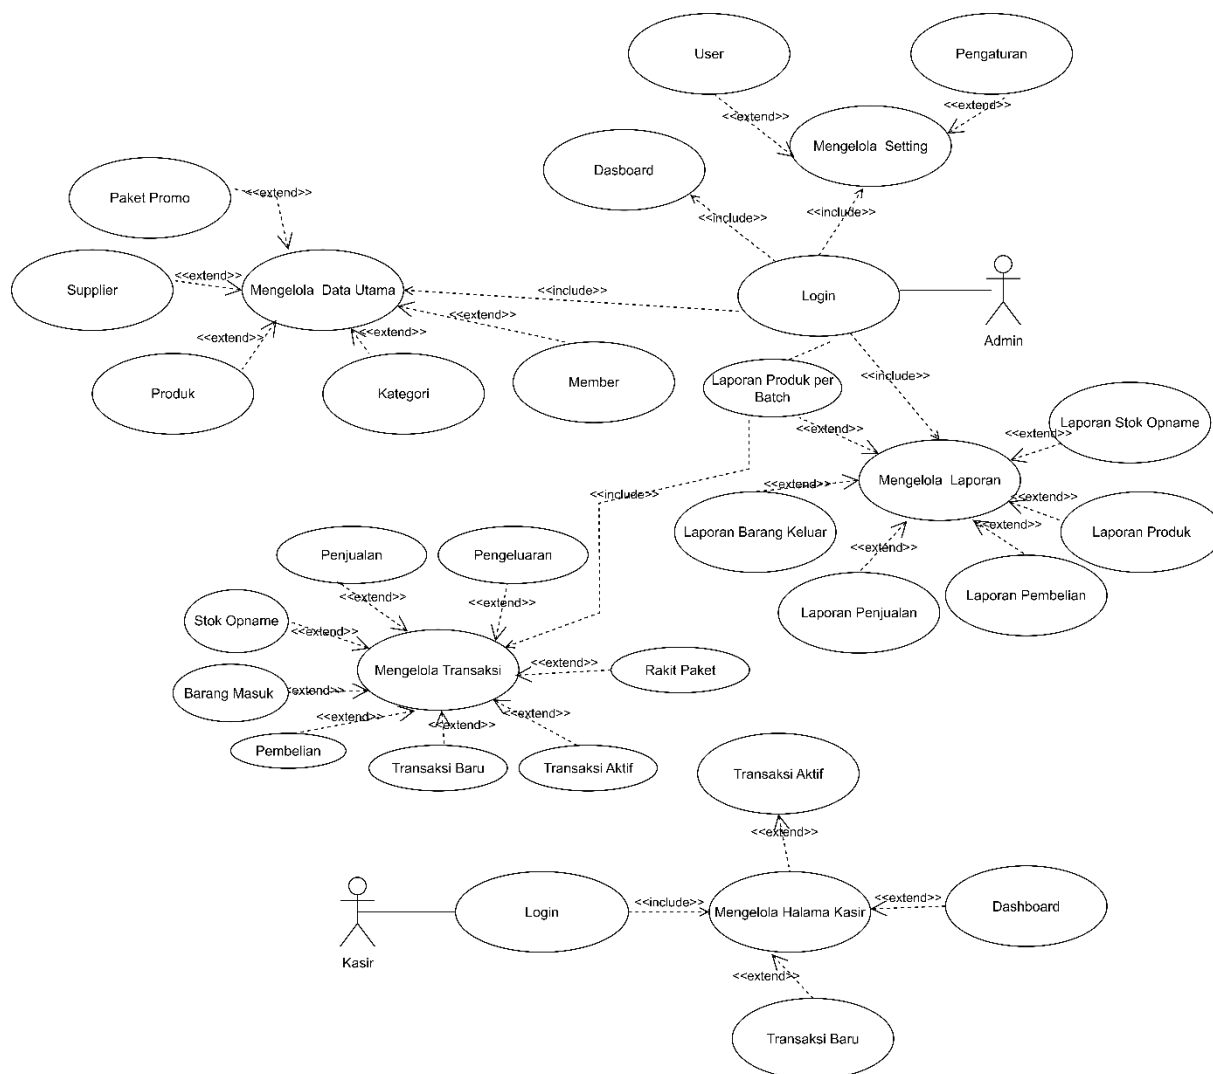 User
Pengaturan
<<extend>>
<<extend>>
Mengelola  Setting
Dasboard
Paket Promo
<<extend>>
<<include>>
<<include>>
Supplier
<<extend>>
Mengelola  Data Utama
<<include>>
Login
Admin
<<extend>>
<<extend>>
<<extend>>
Produk
Kategori
Member
Laporan Produk per
Batch
<<include>>
Laporan Stok Opname
<<extend>>
<<extend>>
Mengelola  Laporan
<<extend>>
<<include>>
<<extend>>
<<extend>>
Laporan Barang Keluar
Laporan Produk
<<extend>>
Laporan Pembelian
Laporan Penjualan
Penjualan
Pengeluaran
<<extend>>
<<extend>>
Stok Opname
<<extend>>
Mengelola Transaksi
<<extend>>
Rakit Paket
Barang Masuk
<<extend>>
<<extend>>
<<extend>>
<<extend>>
Pembelian
Transaksi Baru
Transaksi Aktif
Transaksi Aktif
<<extend>>
Kasir
Login
<<include>>
Mengelola Halama Kasir
<<extend>>
Dashboard
<<extend>>
Transaksi Baru